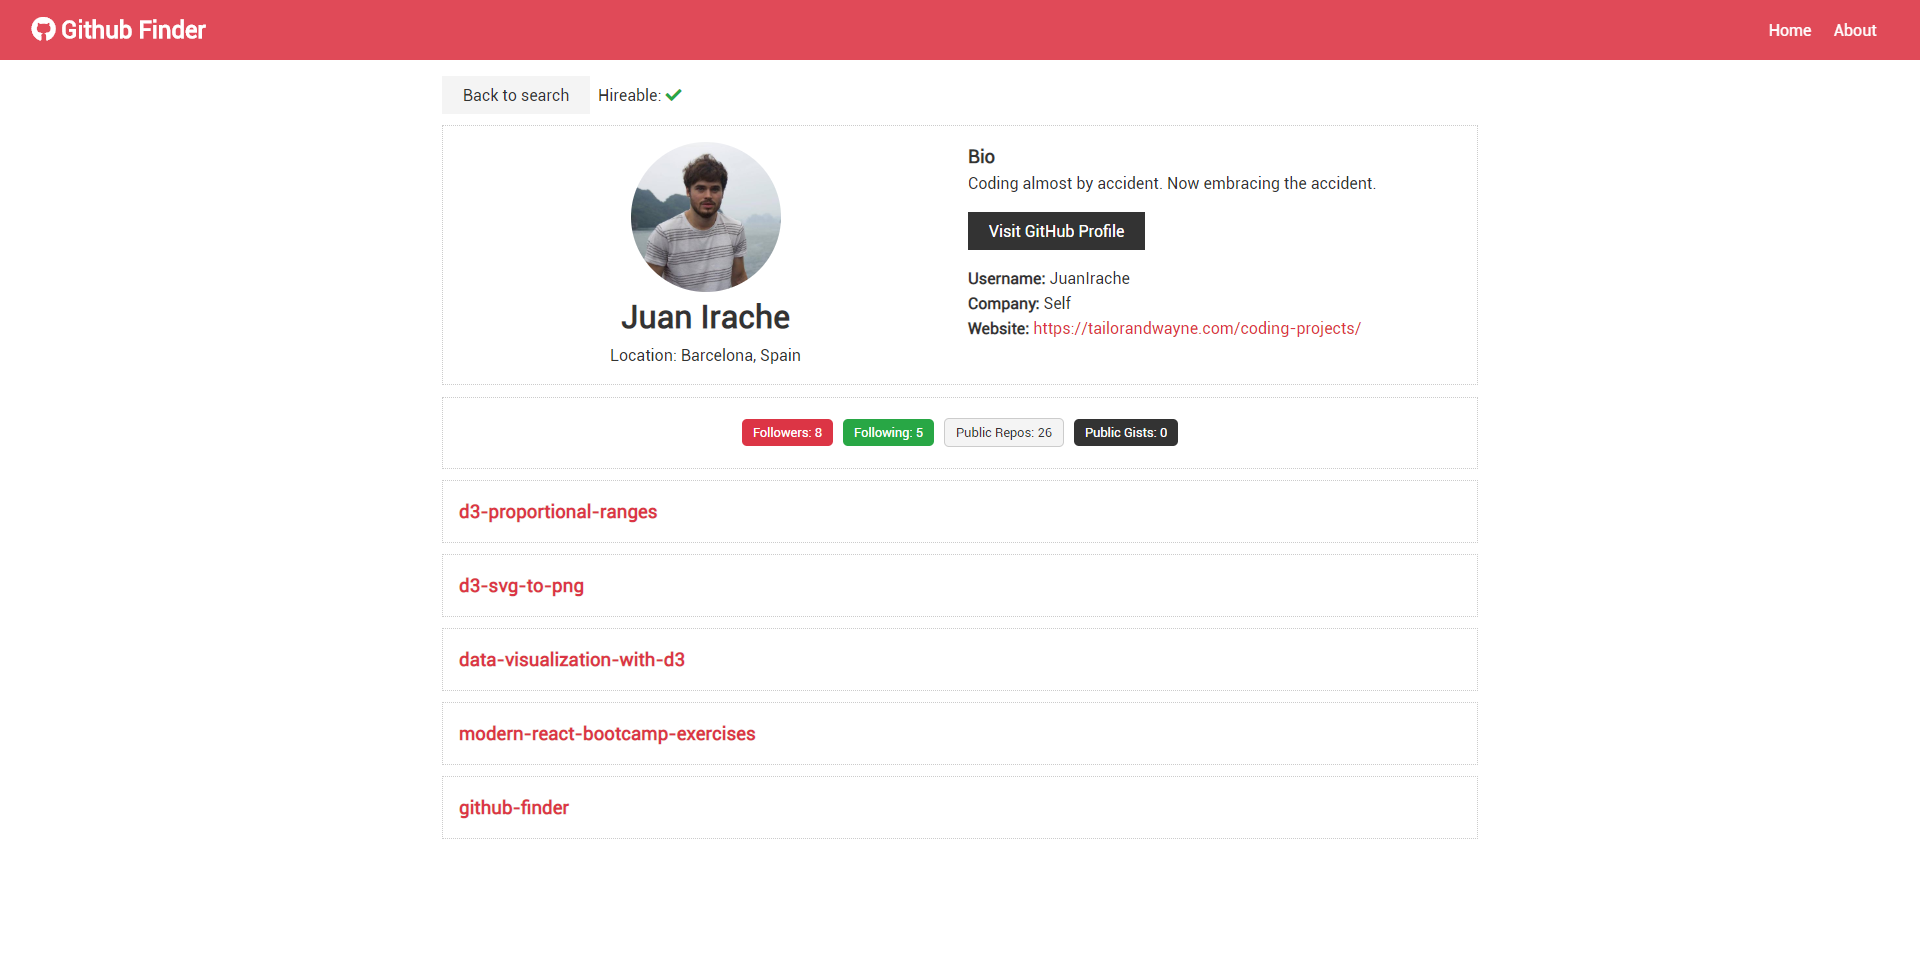 Github Finder
Home
About
Back to search
Hireable:
Juan Irache
Location: Barcelona, Spain
Bio
Coding almost by accident. Now embracing the accident.
Visit GitHub Profile
Username: JuanIrache
Company: Self
Website: https://tailorandwayne.com/coding-projects/
Followers: 8
Following: 5
Public Repos: 26
Public Gists: 0
d3-proportional-ranges
d3-svg-to-png
data-visualization-with-d3
modern-react-bootcamp-exercises
github-finder